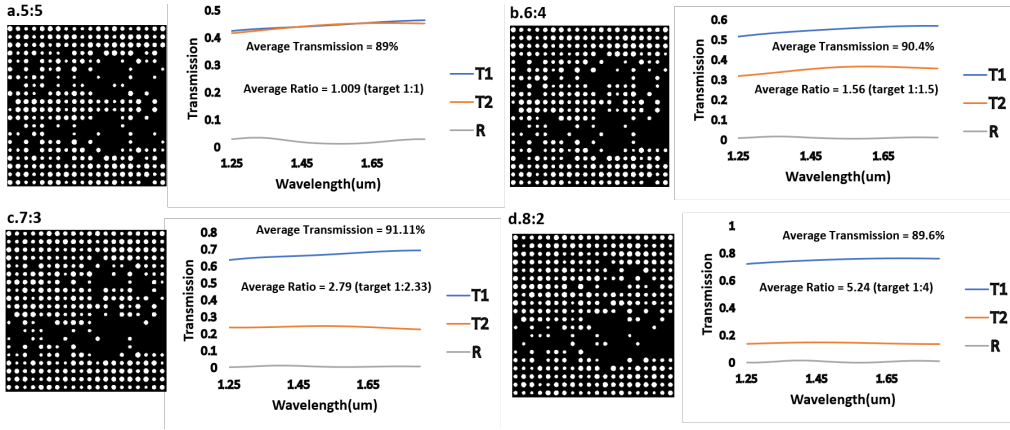 a.5:5
0.5
0.4
0.3
0.2
0.1
0
Transmission
Average Transmission = 89%
Average Ratio = 1.009 (target 1:1)
T1
T2
R
1.25
1.45
1.65
Wavelength(um)
b.6:4
0.6
0.5
0.4
0.3
0.2
0.1
0
Transmission
Average Transmission = 90.4%
Average Ratio = 1.56 (target 1:1.5)
T1
T2
R
1.25
1.45
1.65
Wavelength(um)
c.7:3
0.8
0.7
0.6
0.5
0.4
0.3
0.2
0.1
0
Transmission
Average Transmission = 91.11%
Average Ratio = 2.79 (target 1:2.33)
T1
T2
R
1.25
1.45
1.65
Wavelength(um)
d.8:2
1
0.8
0.6
0.4
0.2
0
Transmission
Average Transmission = 89.6%
Average Ratio = 5.24 (target 1:4)
T1
T2
R
1.25
1.45
1.65
Wavelength(um)